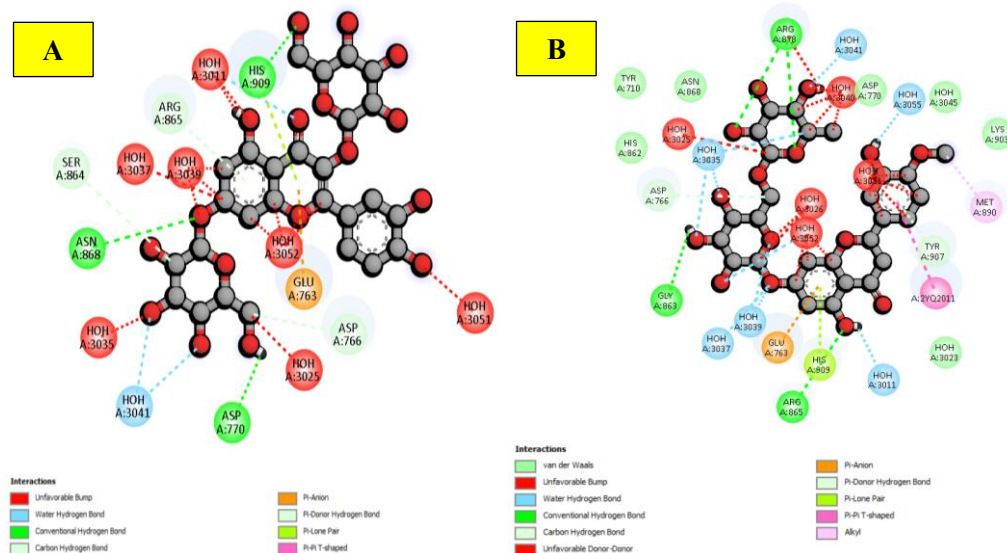 A
HOH
A:3011
HIS
A:909
ARG
A:865
SER
A:864
HOH
A:3037
HOH
A:3039
ASN
A:868
HOH
A:3052
GLU
A:763
HOH
A:3051
ASP
A:766
HOH
A:3035
HOH
A:3025
HOH
A:3041
ASP
A:770
Interactions
Unfavorable Bump
Water Hydrogen Bond
Conventional Hydrogen Bond
Carbon Hydrogen Bond
Pi-Anion
Pi-Donor Hydrogen Bond
Pi-Lone Pair
Pi-Pi T-shaped
B
ARG
HOH
A:3041
TYR
A:710
ASN
A:868
HOH
A:3040
ASP
A:770
HOH
A:3055
HOH
A:3045
HOH
A:3025
HOH
A:3035
LYS
A:903
HIS
A:862
HOH
ASP
A:766
HOH
A:3026
MET
A:890
HOH
A:3052
TYR
A:907
GLY
A:863
A:2YQ2011
HOH
A:3039
HOH
A:3037
GLU
A:763
HIS
A:909
HOH
A:3011
HOH
A:3023
ARG
A:865
Interactions
van der Waals
Unfavorable Bump
Water Hydrogen Bond
Conventional Hydrogen Bond
Carbon Hydrogen Bond
Unfavorable Donor-Donor
Pi-Anion
Pi-Donor Hydrogen Bond
Pi-Lone Pair
Pi-Pi T-shaped
Alkyl